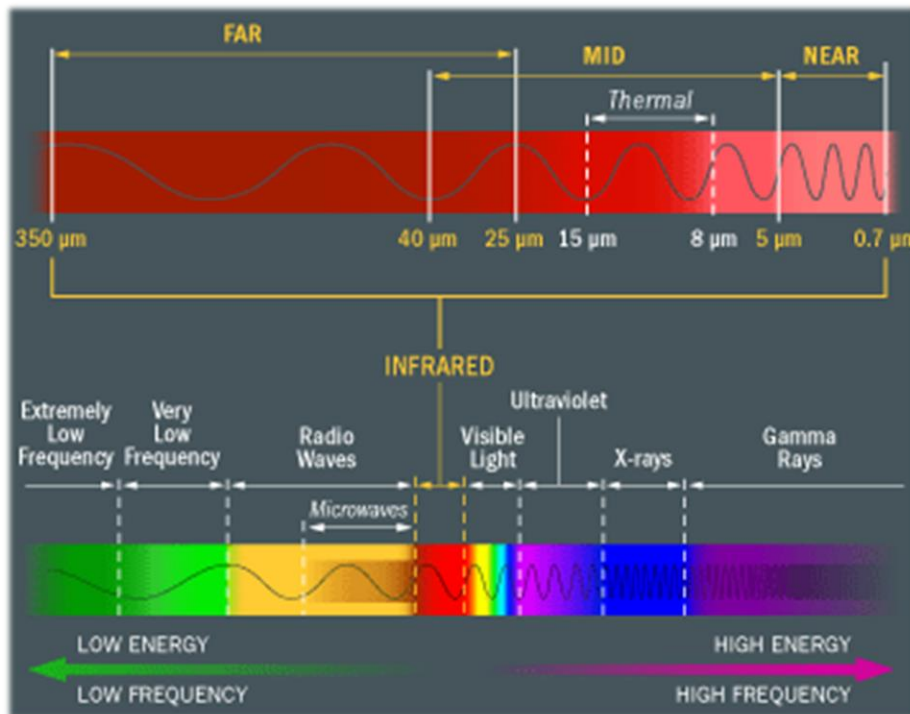 FAR
MID
NEAR
Thermal
350 µm
40 µm
25 µm
15 µm
8 µm
5 µm
0.7 µm
INFRARED
Extremely
Low
Frequency
Very
Low
Frequency
Radio
Waves
Microwaves
Visible
Light
Ultraviolet
X-rays
Gamma
Rays
LOW ENERGY
HIGH ENERGY
LOW FREQUENCY
HIGH FREQUENCY